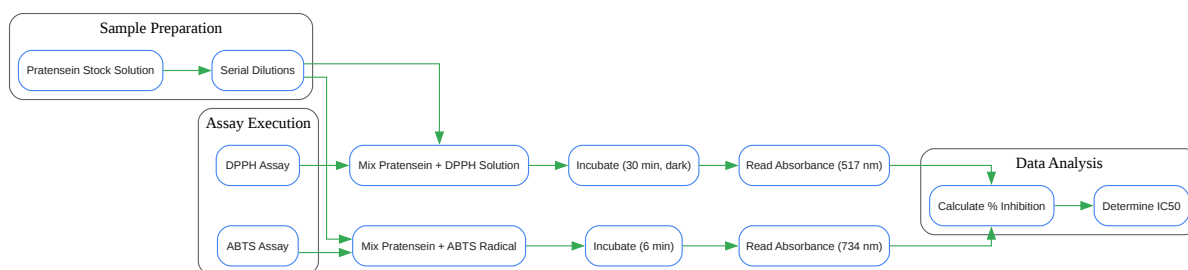 Sample Preparation
Pratensein Stock Solution
Serial Dilutions
Assay Execution
DPPH Assay
Mix Pratensein + DPPH Solution
Incubate (30 min, dark)
Read Absorbance (517 nm)
ABTS Assay
Mix Pratensein + ABTS Radical
Incubate (6 min)
Read Absorbance (734 nm)
Data Analysis
Calculate % Inhibition
Determine IC50